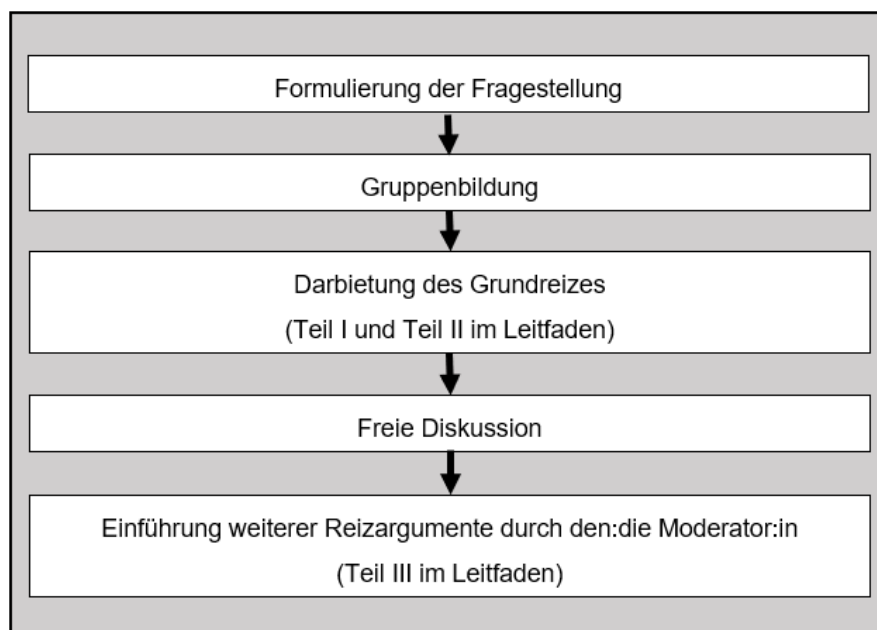 Formulierung der Fragestellung
Gruppenbildung
Darbietung des Grundreizes
(Teil I und Teil II im Leitfaden)
Freie Diskussion
Einführung weiterer Reizargumente durch den:die Moderator:in
(Teil III im Leitfaden)